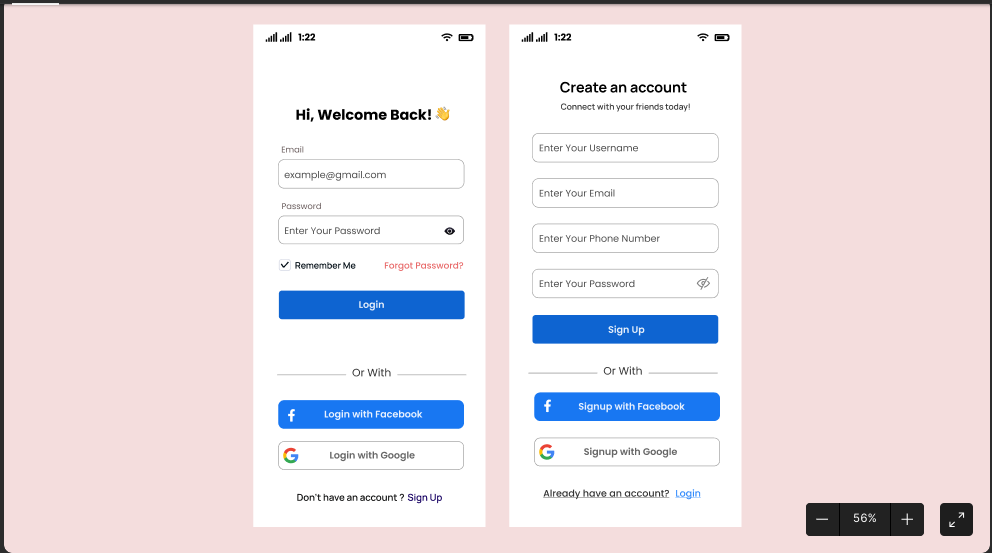 1:22
Hi, Welcome Back! 👋
Email
example@gmail.com
Password
Enter Your Password
Remember Me Forgot Password?
Login
Or With
Login with Facebook
Login with Google
Don't have an account ? Sign Up
1:22
Create an account
Connect with your friends today!
Enter Your Username
Enter Your Email
Enter Your Phone Number
Enter Your Password
Sign Up
Or With
Signup with Facebook
Signup with Google
Already have an account? Login
56%